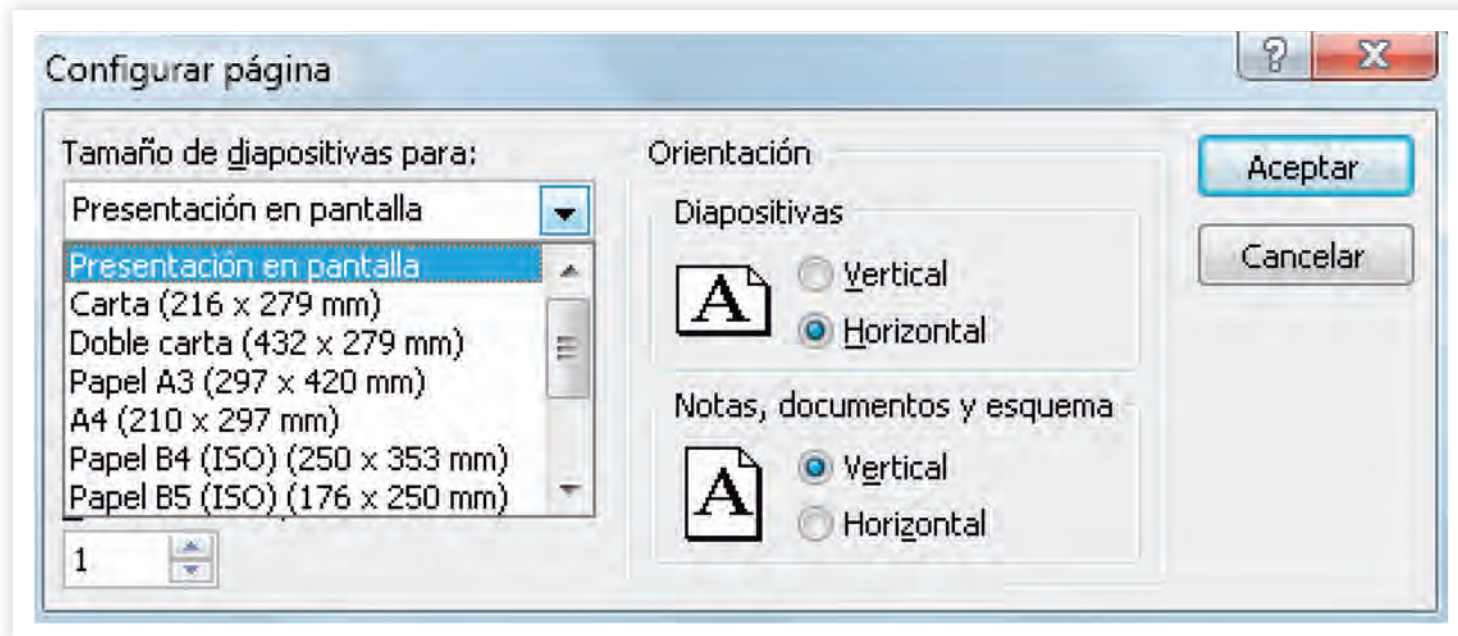 Configurar página
Tamaño de diapositivas para:
Presentación en pantalla
Presentación en pantalla
Carta (216 x 279 mm)
Doble carta (432 x 279 mm)
Papel A3 (297 x 420 mm)
A4 (210 x 297 mm)
Papel B4 (ISO) (250 x 353 mm)
Papel B5 (ISO) (176 x 250 mm)
1
Orientación
Diapositivas
A
Vertical
Horizontal
Notas, documentos y esquema
A
Vertical
Horizontal
?
X
Aceptar
Cancelar